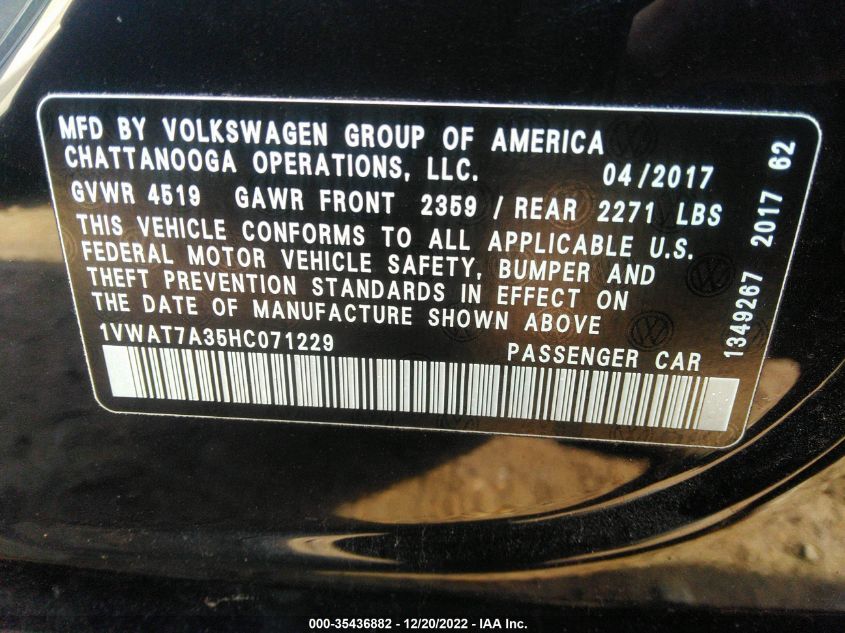 MFD BY VOLKSWAGEN GROUP OF AMERICA
CHATTANOOGA OPERATIONS, LLC. 04/2017
GVWR 4519 GAWR FRONT 2359 / REAR 2271 LBS
THIS VEHICLE CONFORMS TO ALL APPLICABLE U.S.
FEDERAL MOTOR VEHICLE SAFETY, BUMPER AND
THEFT PREVENTION STANDARDS IN EFFECT ON
THE DATE OF MANUFACTURE SHOWN ABOVE
1VWAT7A35HC071229 PASSENGER CAR
1349267 2017 62
000-35436882 - 12/20/2022 - IAA Inc.